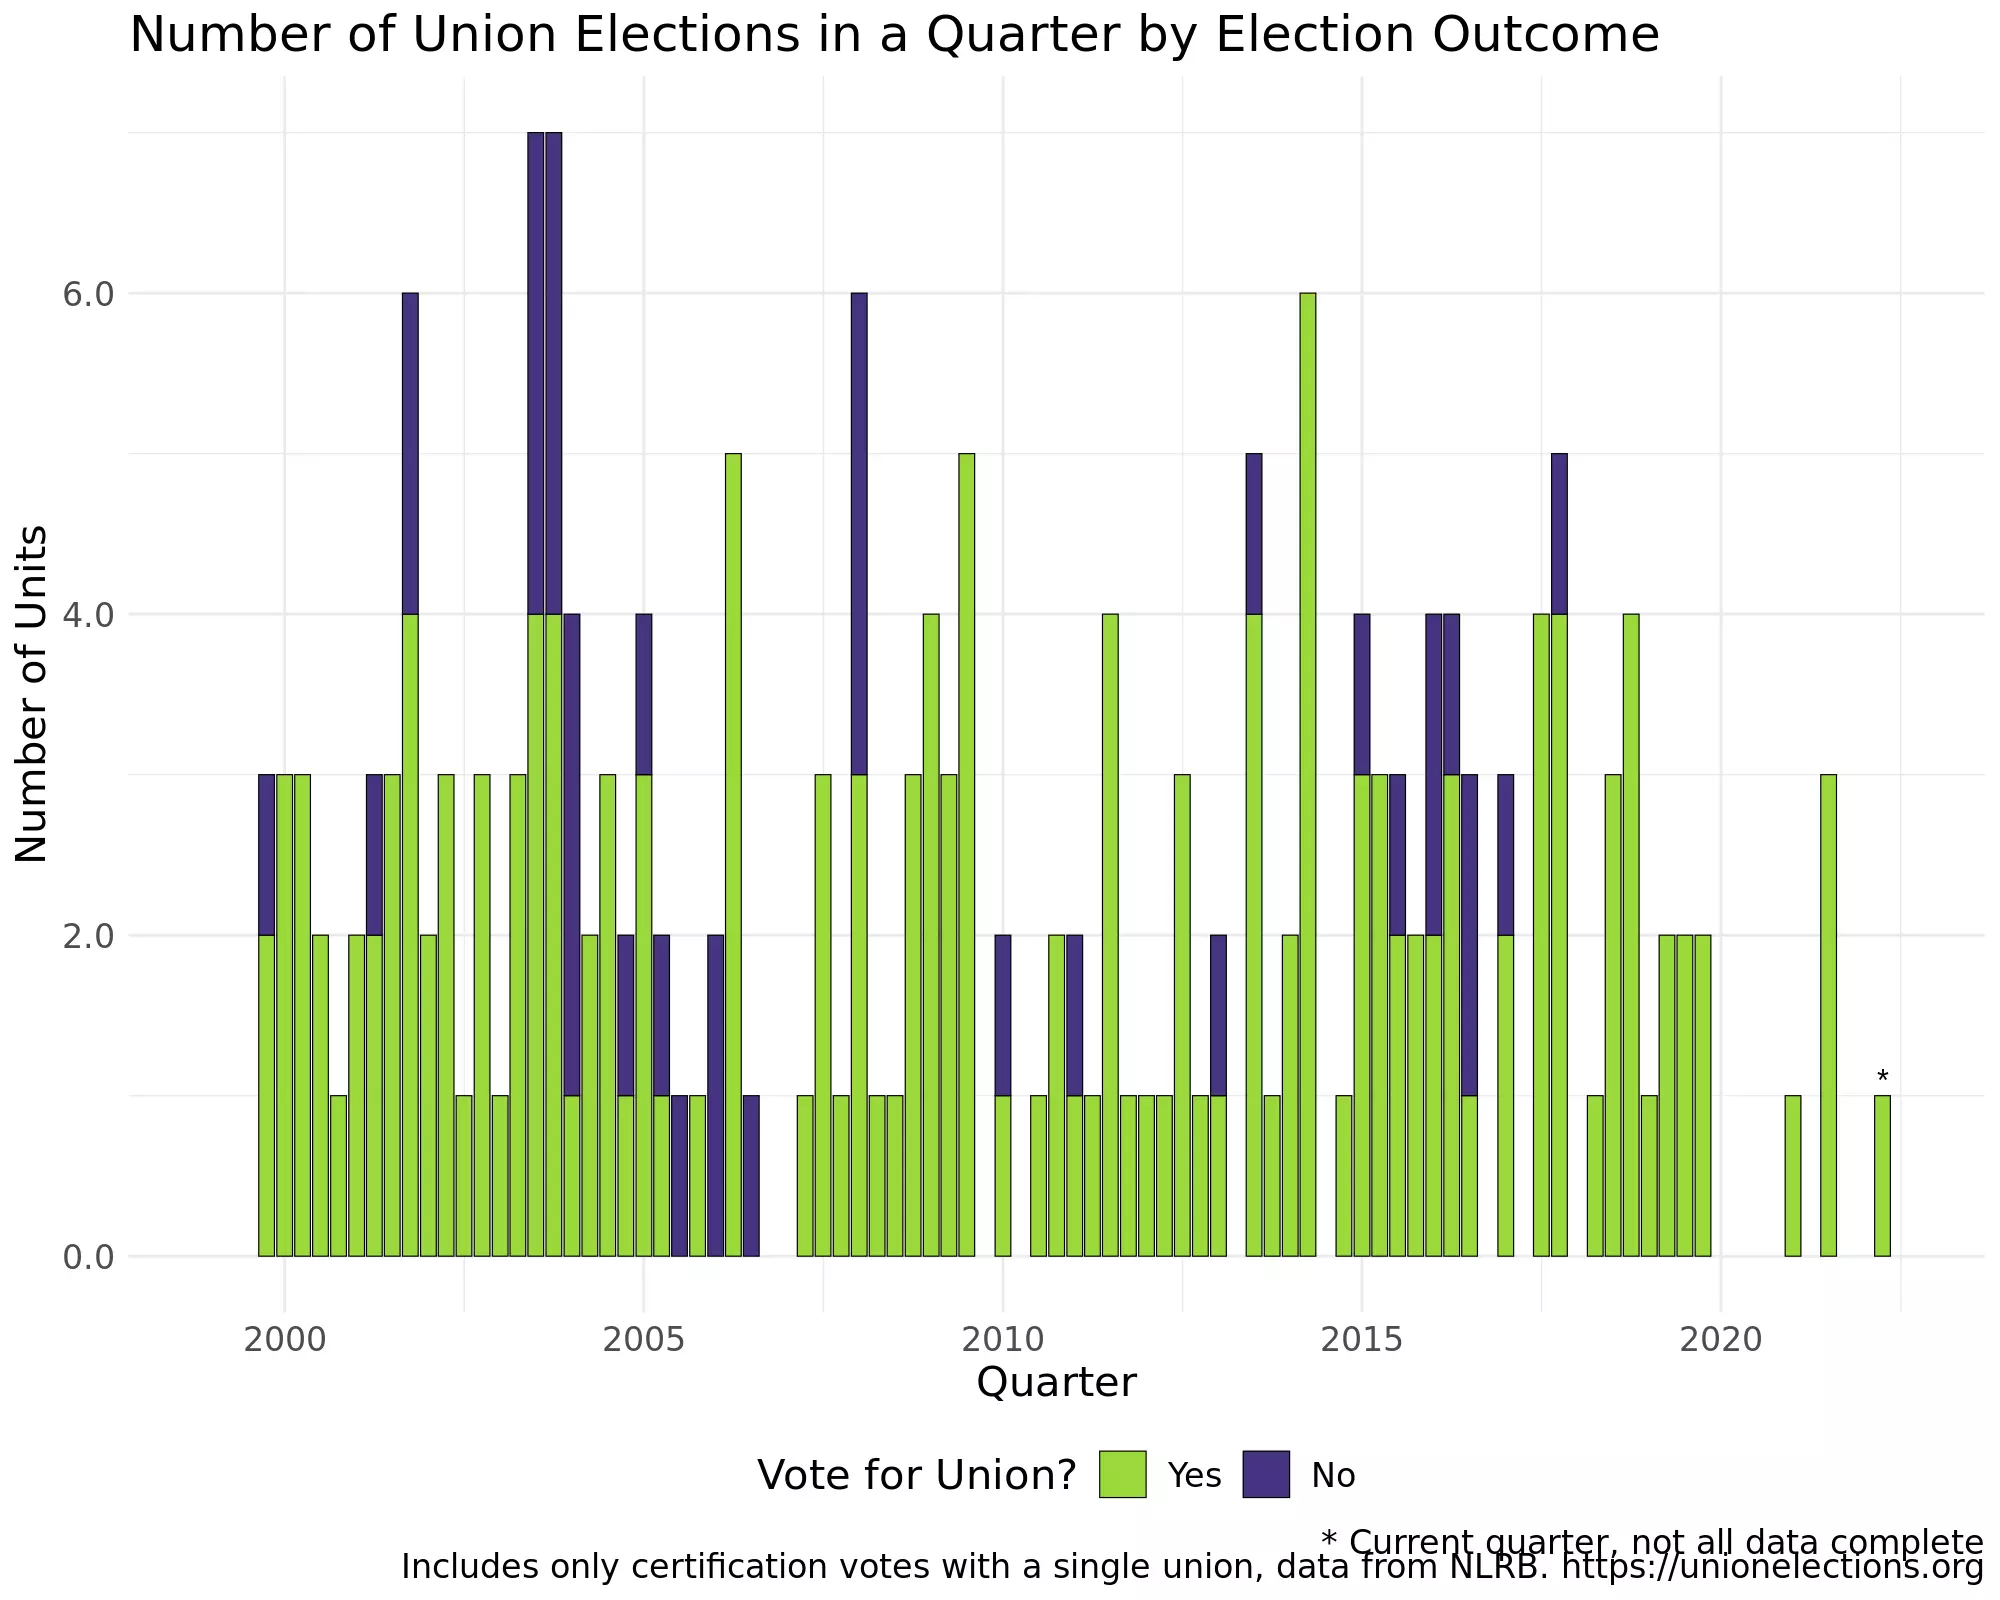 Number of Union Elections in a Quarter by Election Outcome
Number of Units
6.0
4.0
2.0
0.0
*
2000 2005 2010 2015 2020
Quarter
Vote for Union? Yes No
* Current quarter, not all data complete
Includes only certification votes with a single union, data from NLRB. https://unionelections.org